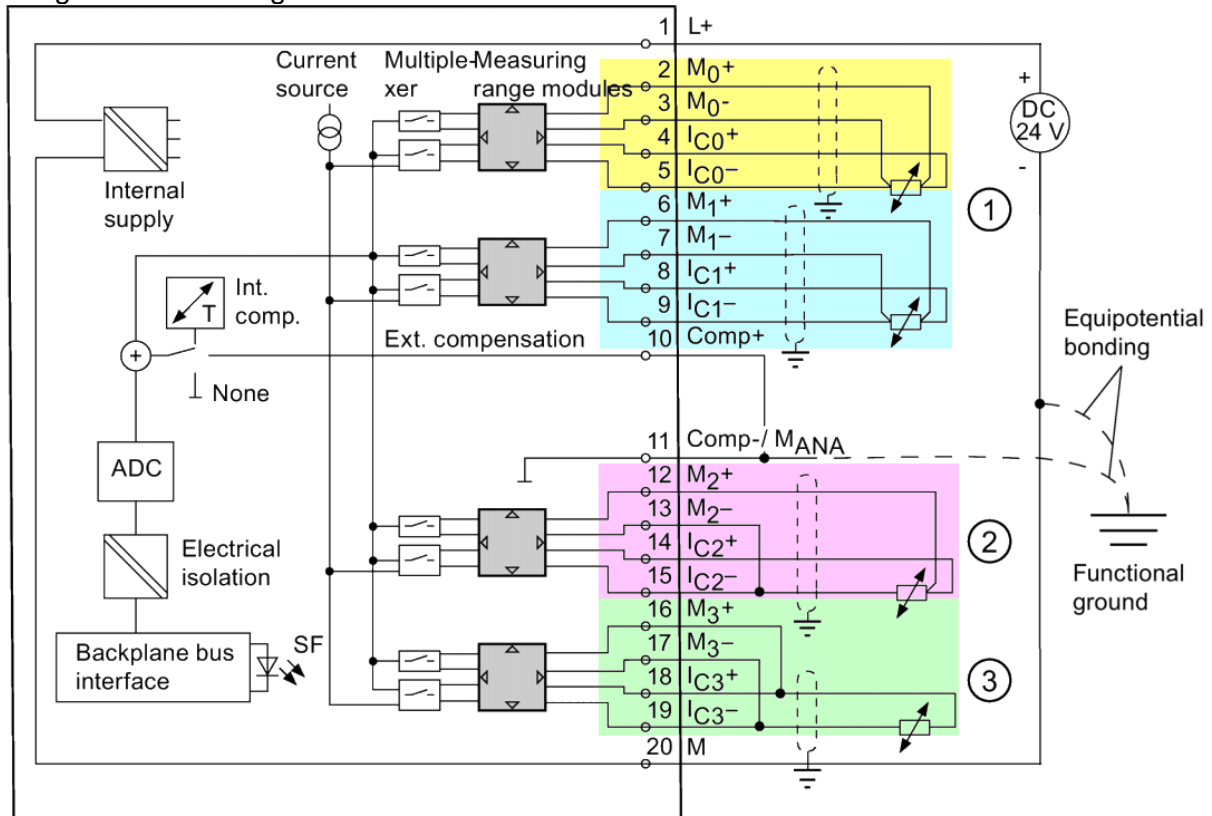 1 L+
Current source
Multiple-xer
Measuring range modules
2 M0+
3 M0-
4 IC0+
5 IC0−
6 M1+
7 M1−
8 IC1+
9 IC1−
10 Comp+
+
DC 24 V
-
Internal supply
1
T
Int. comp.
Ext. compensation
+
None
Equipotential bonding
11 Comp-/ MANA
12 M2+
13 M2−
14 IC2+
15 IC2−
16 M3+
17 M3−
18 IC3+
19 IC3−
20 M
ADC
Electrical isolation
2
Functional ground
Backplane bus interface
SF
3